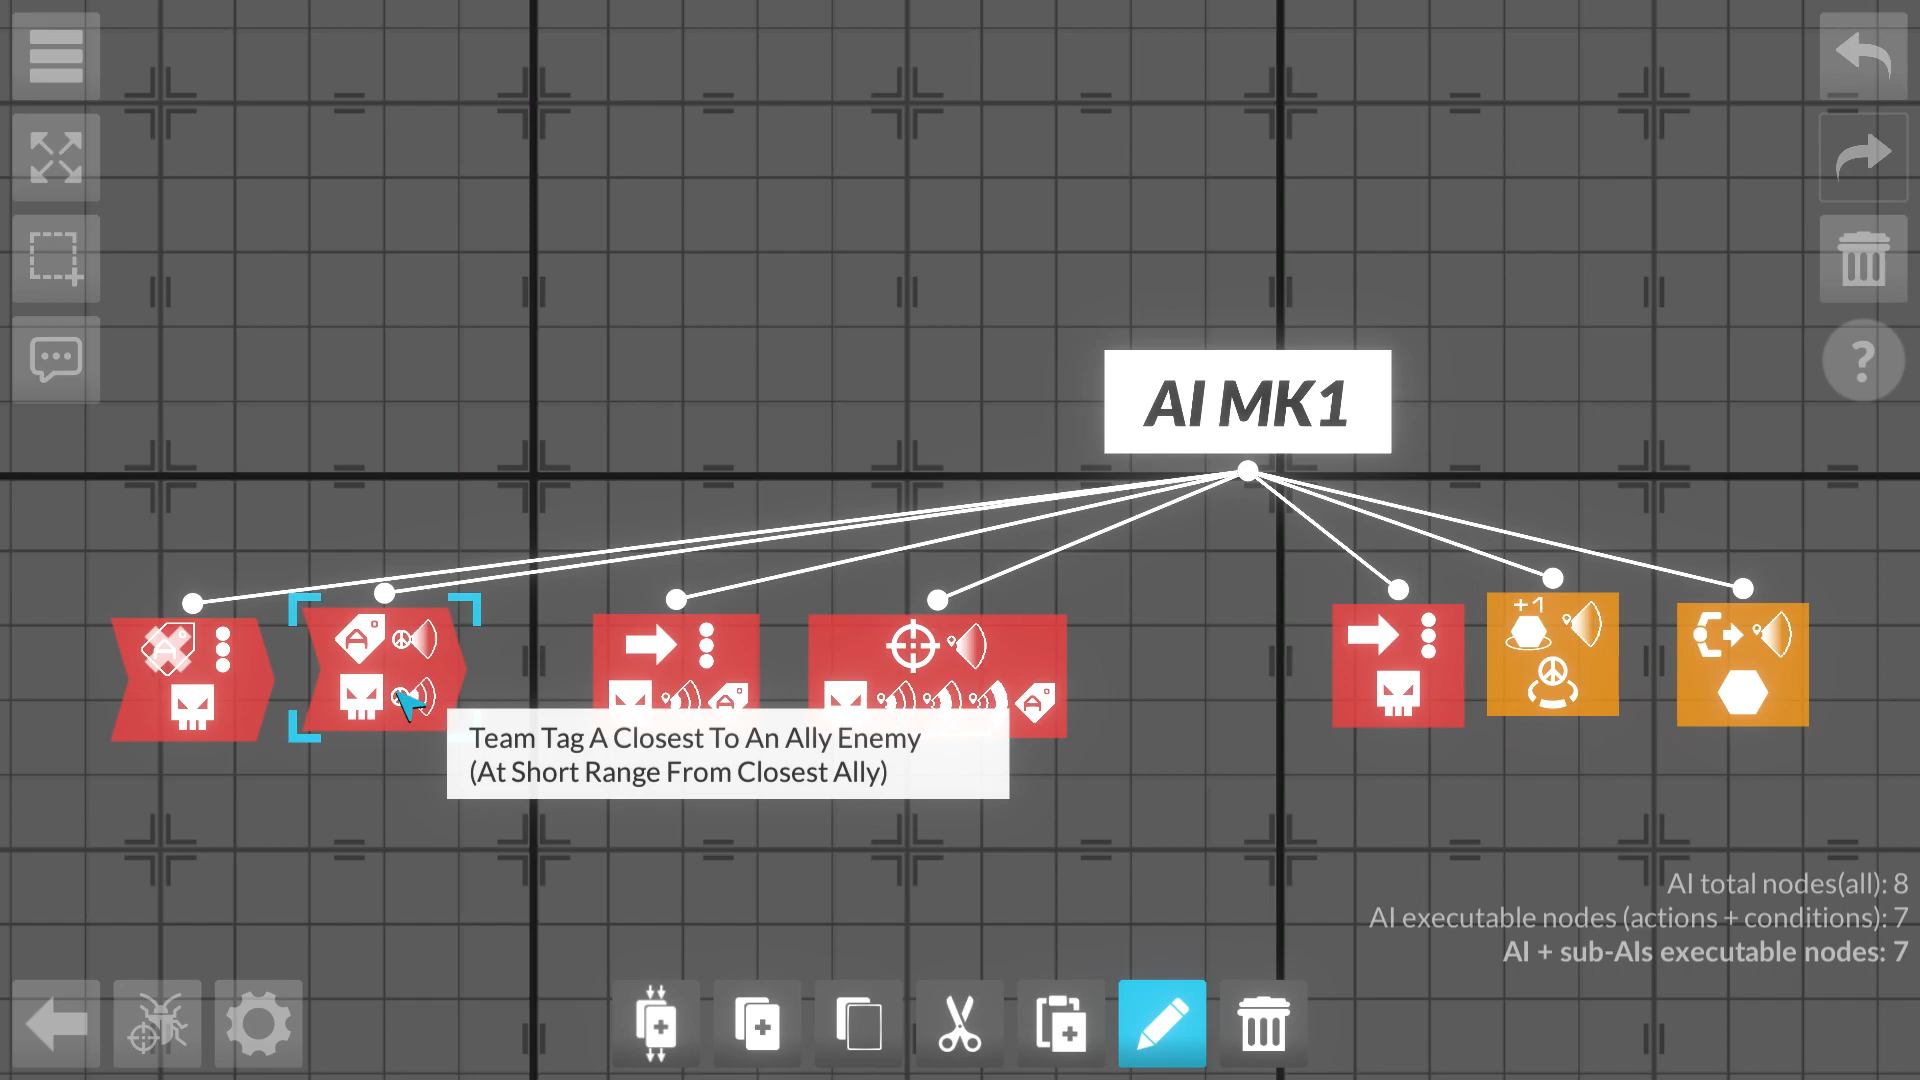 AI MK1
+1
Team Tag A Closest To An Ally Enemy
(At Short Range From Closest Ally)
AI total nodes(all): 8
AI executable nodes (actions + conditions): 7
AI + sub-AIs executable nodes: 7